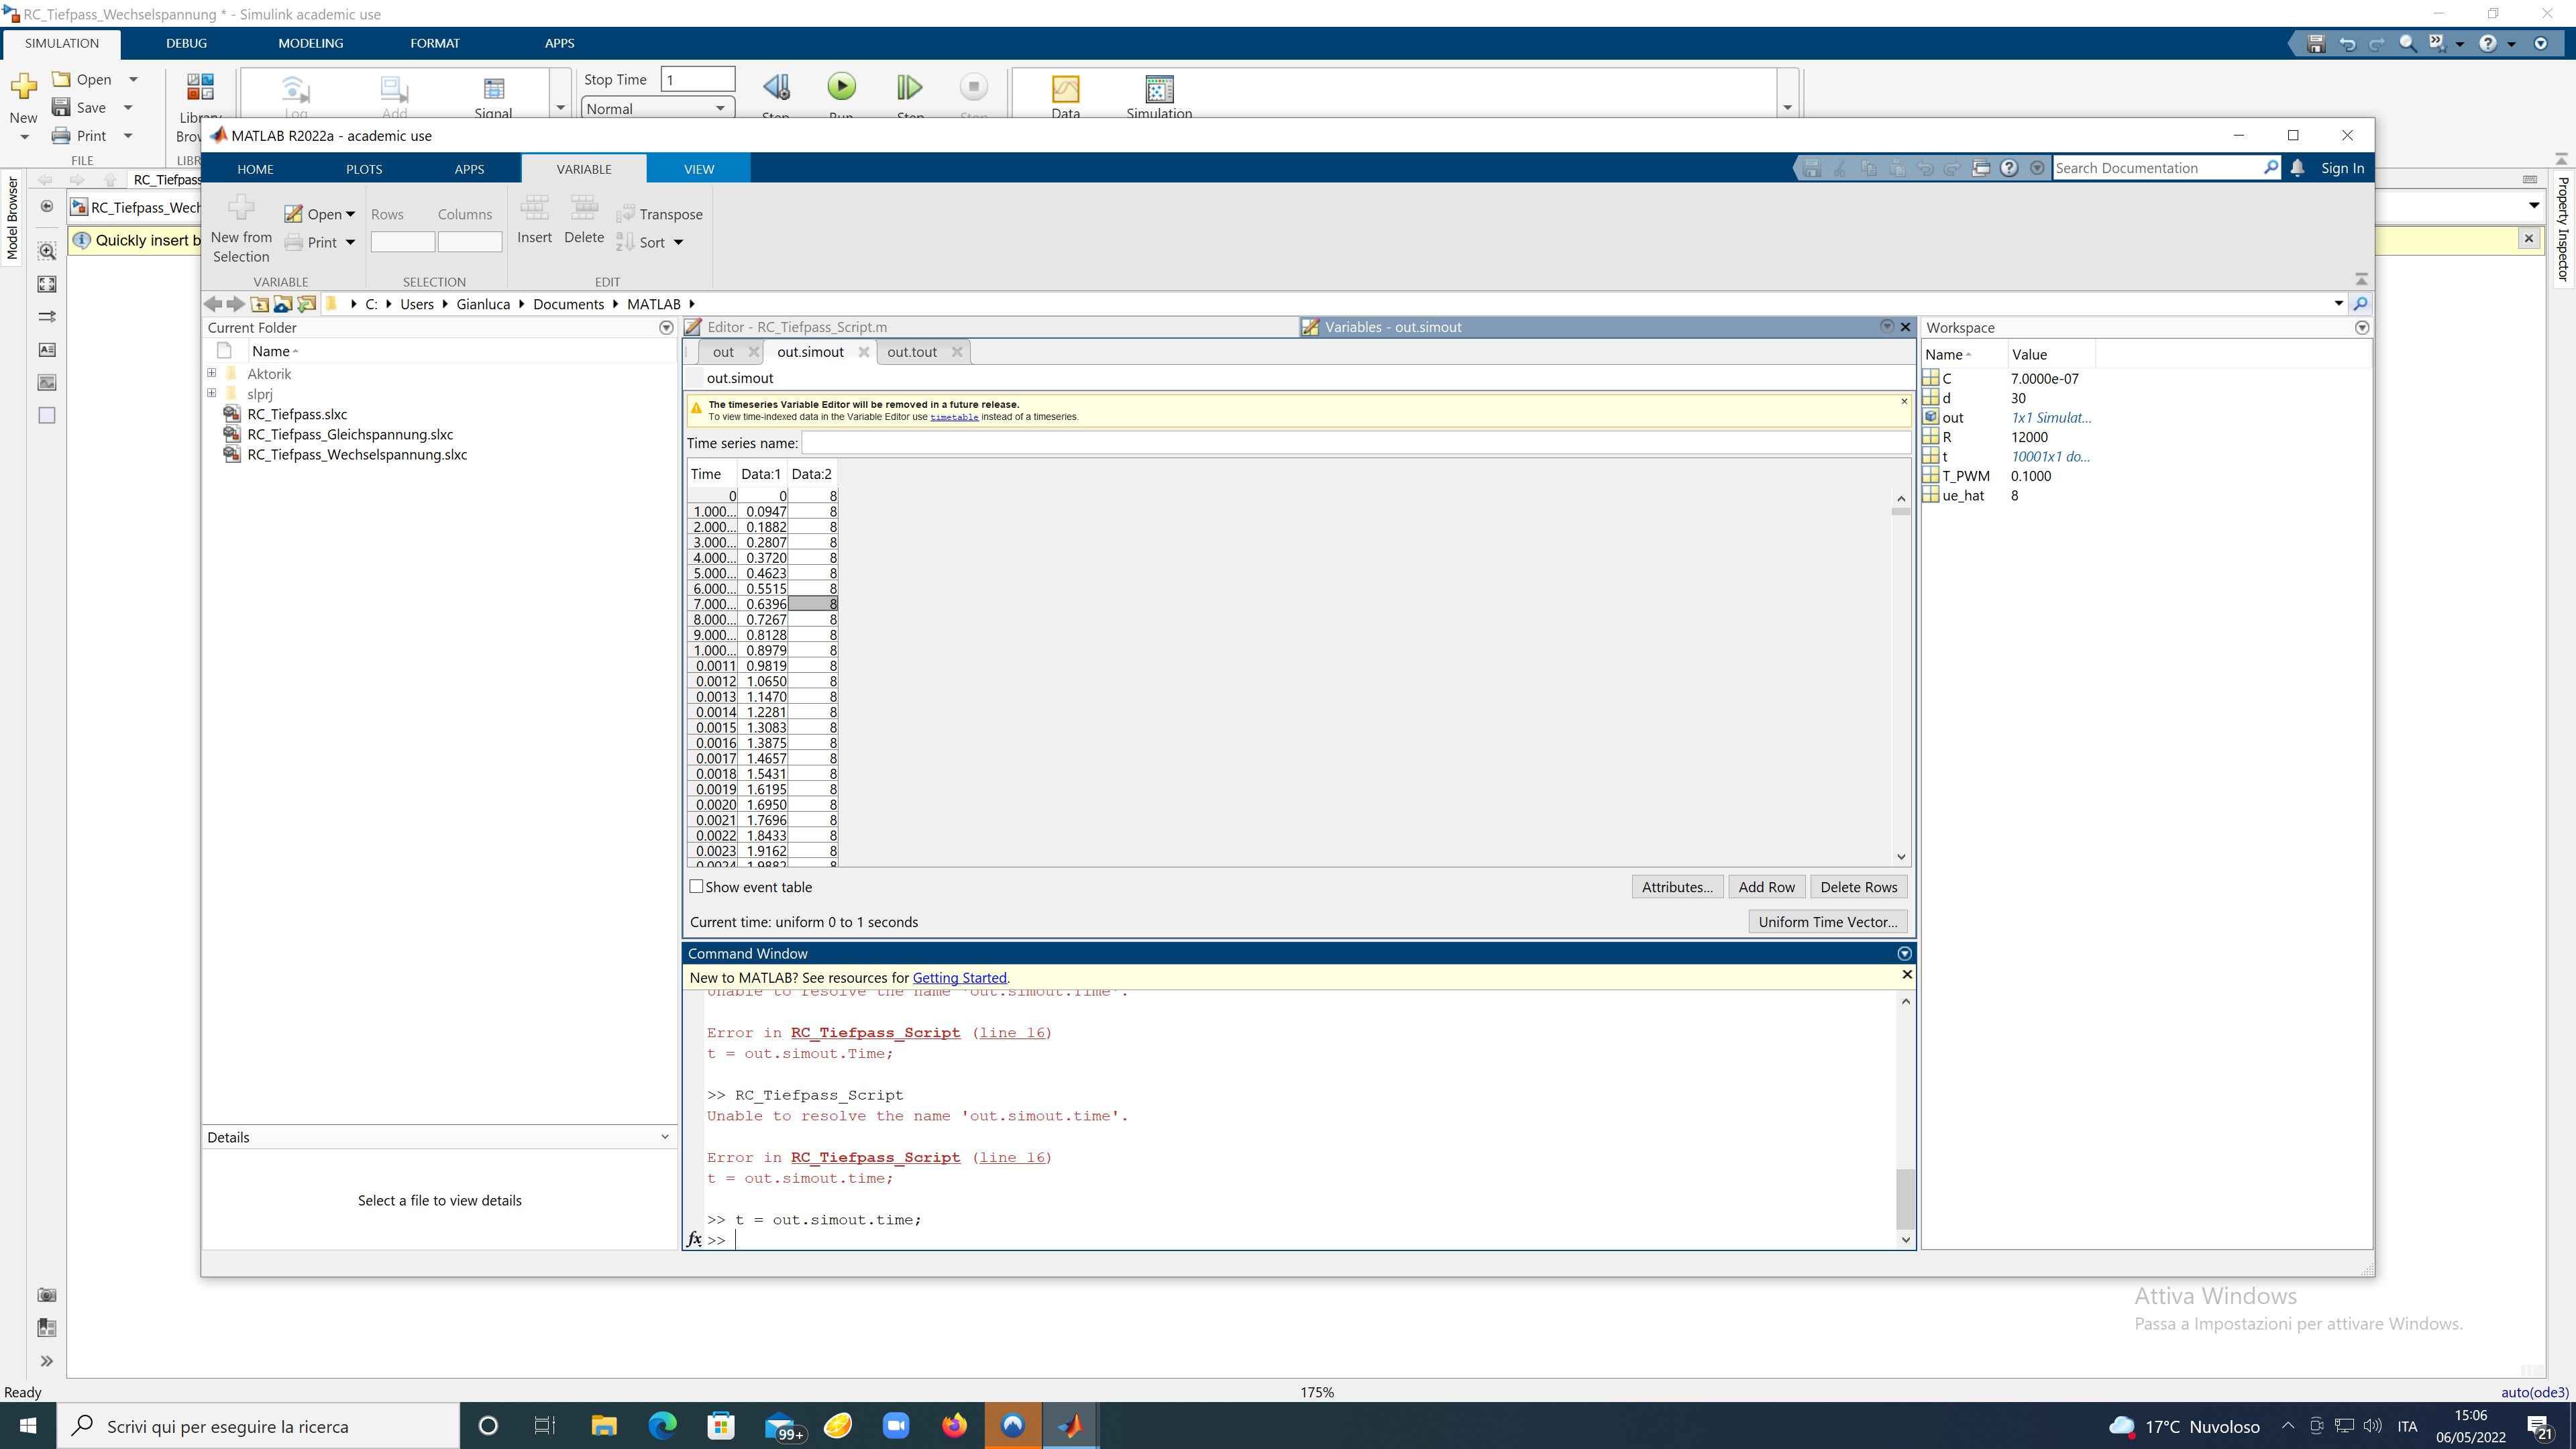 RC_Tiefpass_Wechselspannung * - Simulink academic use
SIMULATION DEBUG MODELING FORMAT APPS
New
Open
Save
Print
FILE
Library
Log
Add
Signal
Stop Time 1
Normal
Step
Run
Step
Stop
Data
Simulation
RC_Tiefpass
RC_Tiefpass_Wech
Quickly insert b
Model Browser
Property Inspector
MATLAB R2022a - academic use
HOME PLOTS APPS VARIABLE VIEW
Search Documentation
Sign In
New from
Selection
Open
Print
VARIABLE
Rows Columns
SELECTION
Insert Delete
Transpose
Sort
EDIT
C: Users Gianluca Documents MATLAB
Current Folder
Name
Aktorik
slprj
RC_Tiefpass.slxc
RC_Tiefpass_Gleichspannung.slxc
RC_Tiefpass_Wechselspannung.slxc
Details
Select a file to view details
Editor - RC_Tiefpass_Script.m
Variables - out.simout
out out.simout out.tout
out.simout
The timeseries Variable Editor will be removed in a future release.
To view time-indexed data in the Variable Editor use timetable instead of a timeseries.
Time series name:
Time Data:1 Data:2
0 0 8
1.000... 0.0947 8
2.000... 0.1882 8
3.000... 0.2807 8
4.000... 0.3720 8
5.000... 0.4623 8
6.000... 0.5515 8
7.000... 0.6396 8
8.000... 0.7267 8
9.000... 0.8128 8
1.000... 0.8979 8
0.0011 0.9819 8
0.0012 1.0650 8
0.0013 1.1470 8
0.0014 1.2281 8
0.0015 1.3083 8
0.0016 1.3875 8
0.0017 1.4657 8
0.0018 1.5431 8
0.0019 1.6195 8
0.0020 1.6950 8
0.0021 1.7696 8
0.0022 1.8433 8
0.0023 1.9162 8
0.0024 1.9882 8
Show event table
Attributes... Add Row Delete Rows
Current time: uniform 0 to 1 seconds
Uniform Time Vector...
Command Window
New to MATLAB? See resources for Getting Started.
Unable to resolve the name 'out.simout.Time'.
Error in RC_Tiefpass_Script (line 16)
t = out.simout.Time;
>> RC_Tiefpass_Script
Unable to resolve the name 'out.simout.time'.
Error in RC_Tiefpass_Script (line 16)
t = out.simout.time;
>> t = out.simout.time;
fx >>
Workspace
Name Value
C 7.0000e-07
d 30
out 1x1 Simulat...
R 12000
t 10001x1 do...
T_PWM 0.1000
ue_hat 8
Attiva Windows
Passa a Impostazioni per attivare Windows.
Ready
175%
auto(ode3)
Scrivi qui per eseguire la ricerca
99+
17°C Nuvoloso
ITA
15:06
06/05/2022
21